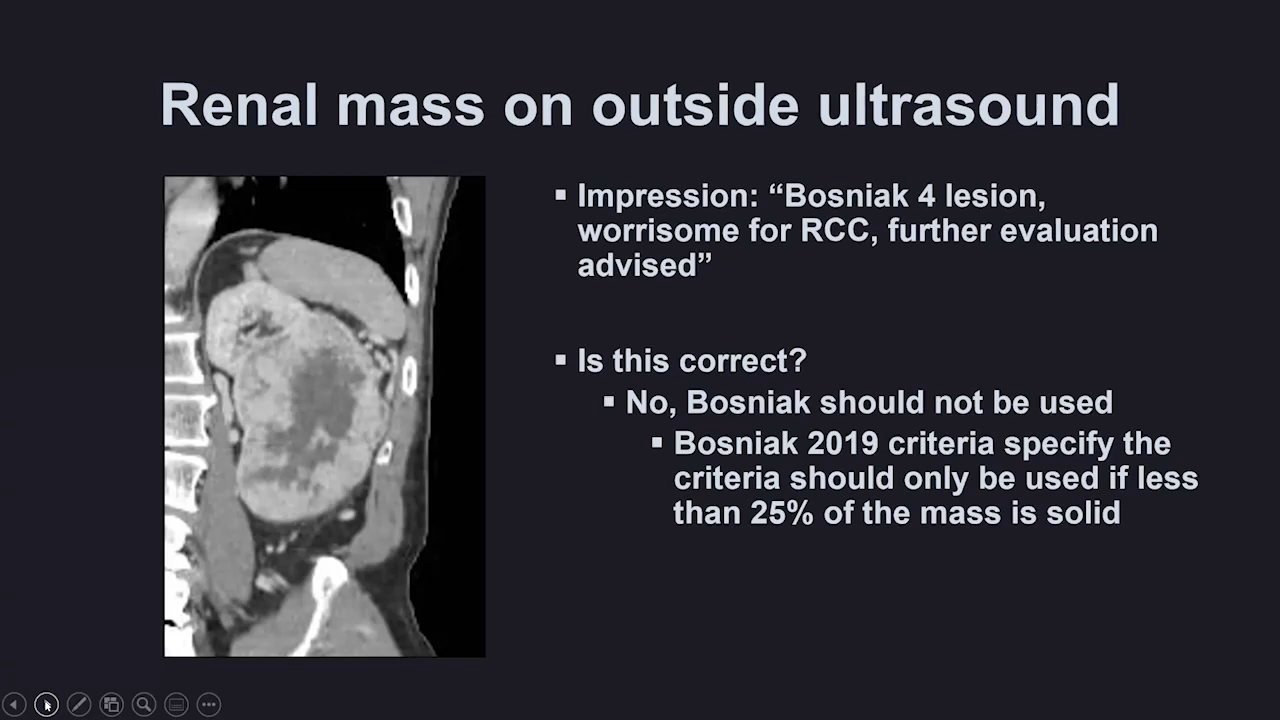 Renal mass on outside ultrasound
▪ Impression: “Bosniak 4 lesion,
worrisome for RCC, further evaluation
advised”
▪ Is this correct?
▪ No, Bosniak should not be used
▪ Bosniak 2019 criteria specify the
criteria should only be used if less
than 25% of the mass is solid